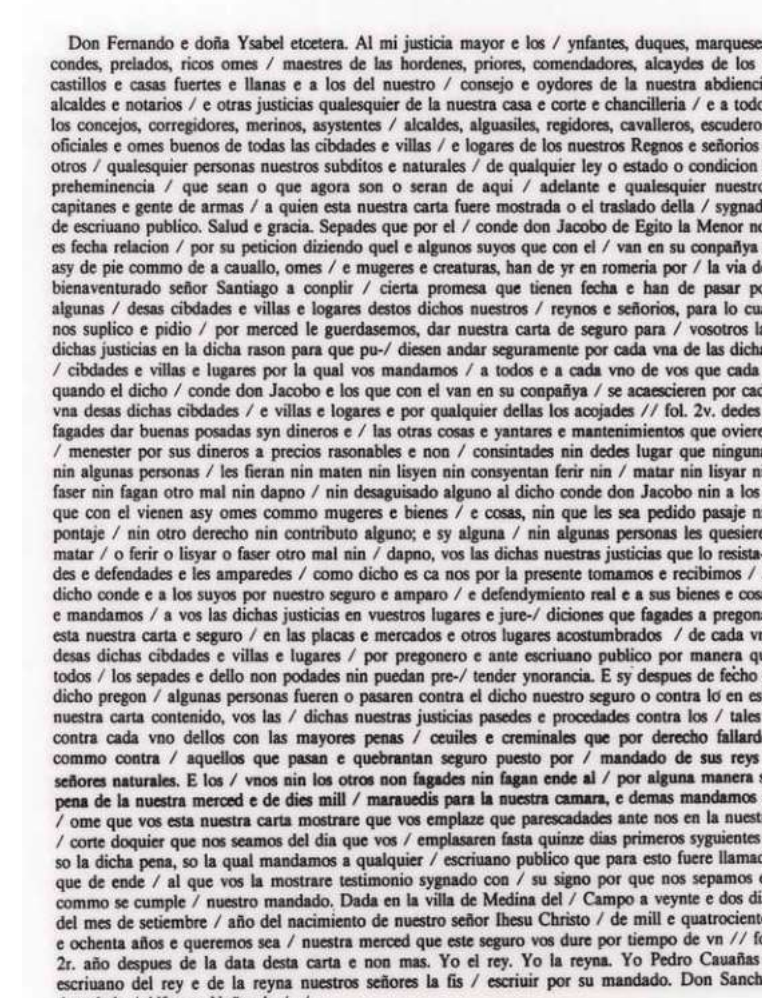 Don Fernando e doña Ysabel etcetera. Al mi justicia mayor e los / ynfantes, duques, marquese
condes, prelados, ricos omes / maestres de las hordenes, priores, comendadores, alcaydes de los
castillos e casas fuertes e llanas e a los del nuestro / consejo e oydores de la nuestra abdienci
alcaldes e notarios / e otras justicias qualesquier de la nuestra casa e corte e chancilleria / e a todo
los concejos, corregidores, merinos, asystentes / alcaldes, alguasiles, regidores, cavalleros, escudero
oficiales e omes buenos de todas las cibdades e villas / e logares de los nuestros Regnos e señorios
otros / qualesquier personas nuestros subditos e naturales / de qualquier ley o estado o condicion
preheminencia / que sean o que agora son o seran de aqui / adelante e qualesquier nuestro
capitanes e gente de armas / a quien esta nuestra carta fuere mostrada o el traslado della / sygnad
de escriuano publico. Salud e gracia. Sepades que por el / conde don Jacobo de Egito la Menor no
es fecha relacion / por su peticion diziendo quel e algunos suyos que con el / van en su conpañya
asy de pie commo de a cauallo, omes / e mugeres e creaturas, han de yr en romeria por / la via de
bienaventurado señor Santiago a conplir / cierta promesa que tienen fecha e han de pasar po
algunas / desas cibdades e villas e logares destos dichos nuestros / reynos e señorios, para lo cua
nos suplico e pidio / por merced le guerdasemos, dar nuestra carta de seguro para / vosotros la
dichas justicias en la dicha rason para que pu-/ diesen andar seguramente por cada vna de las dicha
/ cibdades e villas e lugares por la qual vos mandamos / a todos e a cada vno de vos que cada
quando el dicho / conde don Jacobo e los que con el van en su conpañya / se acaescieren por cad
vna desas dichas cibdades / e villas e logares e por qualquier dellas los acojades // fol. 2v. dedes
fagades dar buenas posadas syn dineros e / las otras cosas e yantares e mantenimientos que oviere
/ menester por sus dineros a precios rasonables e non / consintades nin dedes lugar que ninguna
nin algunas personas / les fieran nin maten nin lisyen nin consyentan ferir nin / matar nin lisyar n
faser nin fagan otro mal nin dapno / nin desaguisado alguno al dicho conde don Jacobo nin a los
que con el vienen asy omes commo mugeres e bienes / e cosas, nin que les sea pedido pasaje n
pontaje / nin otro derecho nin contributo alguno; e sy alguna / nin algunas personas les quesiere
matar / o ferir o lisyar o faser otro mal nin / dapno, vos las dichas nuestras justicias que lo resista-
des e defendades e les amparedes / como dicho es ca nos por la presente tomamos e recibimos /
dicho conde e a los suyos por nuestro seguro e amparo / e defendymiento real e a sus bienes e cosa
e mandamos / a vos las dichas justicias en vuestros lugares e jure-/ diciones que fagades a pregona
esta nuestra carta e seguro / en las placas e mercados e otros lugares acostumbrados / de cada vn
desas dichas cibdades e villas e lugares / por pregonero e ante escriuano publico por manera qu
todos / los sepades e dello non podades nin puedan pre-/ tender ynorancia. E sy despues de fecho
dicho pregon / algunas personas fueren o pasaren contra el dicho nuestro seguro o contra lo en es
nuestra carta contenido, vos las / dichas nuestras justicias pasedes e procedades contra los / tales
contra cada vno dellos con las mayores penas / ceuiles e creminales que por derecho fallard
commo contra / aquellos que pasan e quebrantan seguro puesto por / mandado de sus reys
señores naturales. E los / vnos nin los otros non fagades nin fagan ende al / por alguna manera s
pena de la nuestra merced e de dies mill / marauedis para la nuestra camara, e demas mandamos
/ ome que vos esta nuestra carta mostrare que vos emplaze que parescadades ante nos en la nuest
/ corte doquier que nos seamos del dia que vos / emplasaren fasta quinze dias primeros syguientes
so la dicha pena, so la qual mandamos a qualquier / escriuano publico que para esto fuere llamad
que de ende / al que vos la mostrare testimonio sygnado con / su signo por que nos sepamos e
commo se cumple / nuestro mandado. Dada en la villa de Medina del / Campo a veynte e dos di
del mes de setiembre / año del nacimiento de nuestro señor Ihesu Christo / de mill e quatrociento
e ochenta años e queremos sea / nuestra merced que este seguro vos dure por tiempo de vn // fo
2r. año despues de la data desta carta e non mas. Yo el rey. Yo la reyna. Yo Pedro Cauañas
escriuano del rey e de la reyna nuestros señores la fis / escriuir por su mandado. Don Sanch